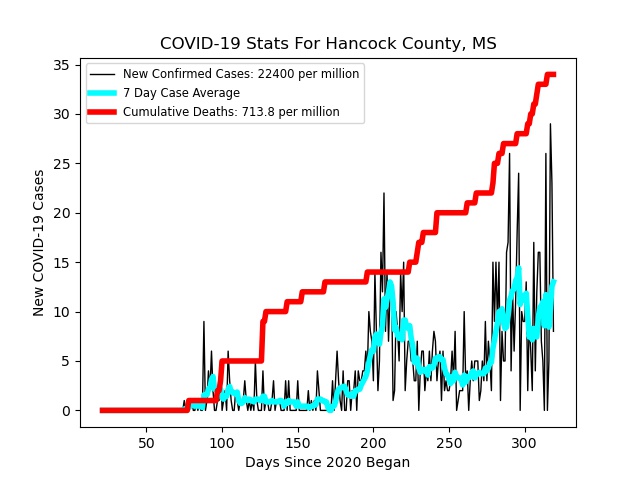 COVID-19 Stats For Hancock County, MS
New Confirmed Cases: 22400 per million
7 Day Case Average
Cumulative Deaths: 713.8 per million
New COVID-19 Cases
35
30
25
20
15
10
5
0
50 100 150 200 250 300
Days Since 2020 Began